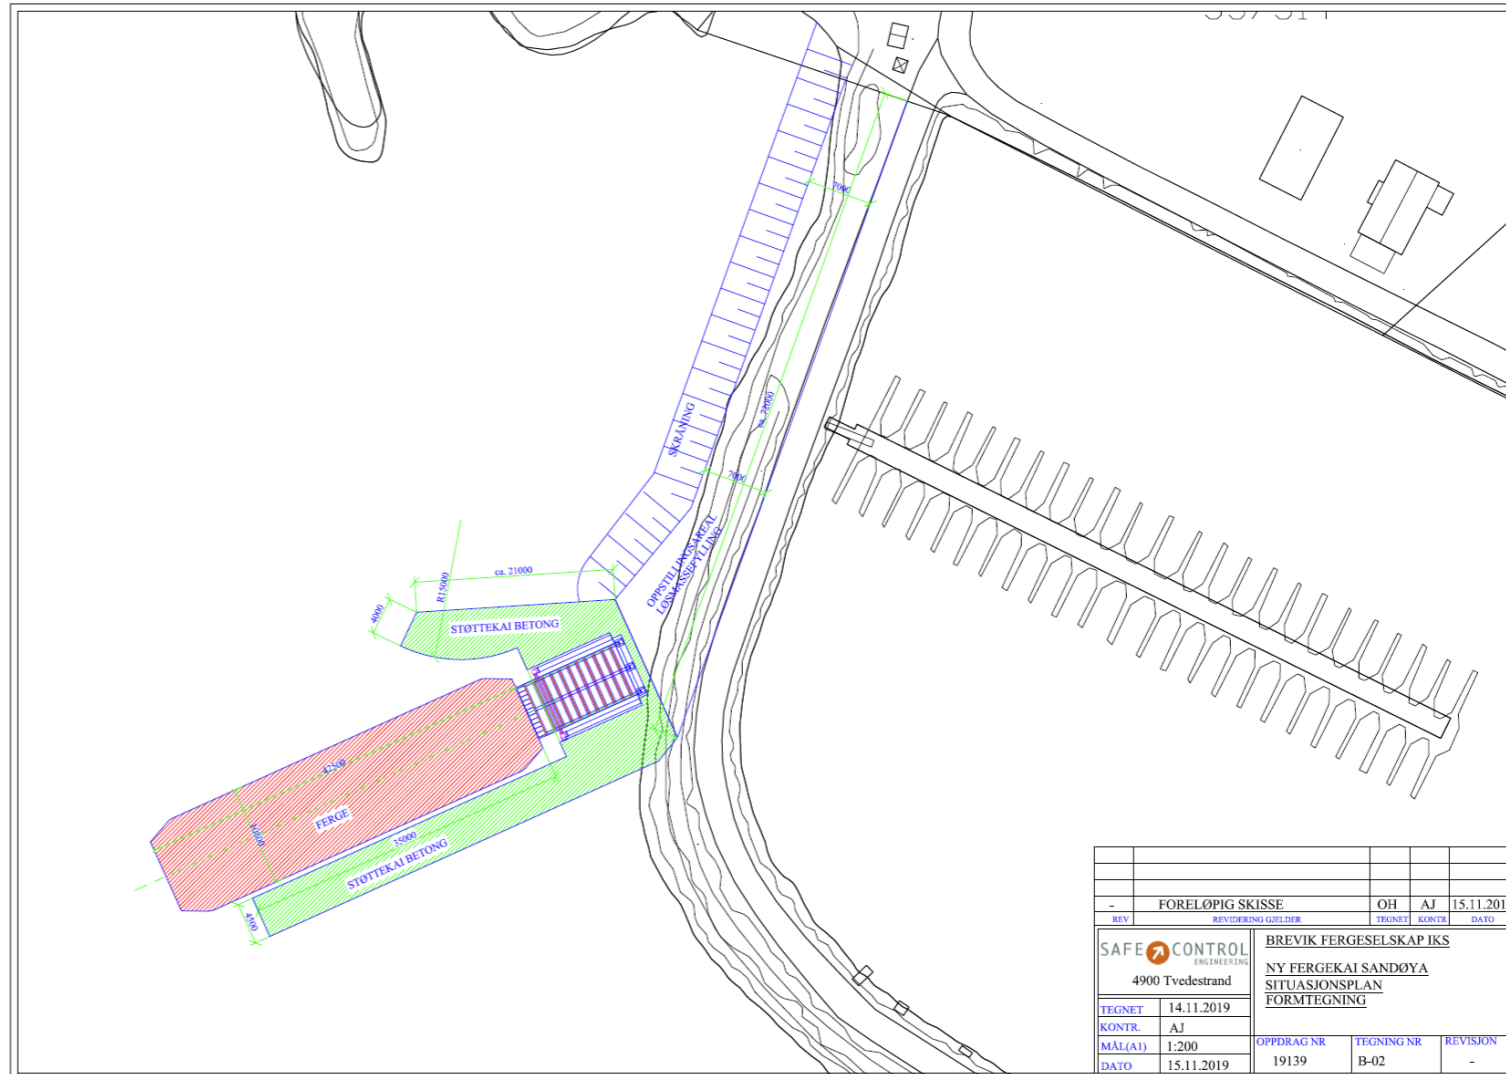 7000
ca. 72000
SKRÅNING
7000
OPPSTILLINGSAREAL
LØSMASSEFYLLING
ca. 21000
R15000
4000
STØTTEKAI BETONG
42500
10800
FERGE
35000
STØTTEKAI BETONG
4500
- FORELØPIG SKISSE OH AJ 15.11.201
REV REVIDERING GJELDER TEGNET KONTR DATO
SAFE CONTROL
ENGINEERING
4900 Tvedestrand
BREVIK FERGESELSKAP IKS
NY FERGEKAI SANDØYA
SITUASJONSPLAN
FORMTEGNING
TEGNET 14.11.2019
KONTR. AJ
MÅL(A1) 1:200
DATO 15.11.2019
OPPDRAG NR TEGNING NR REVISJON
19139 B-02 -